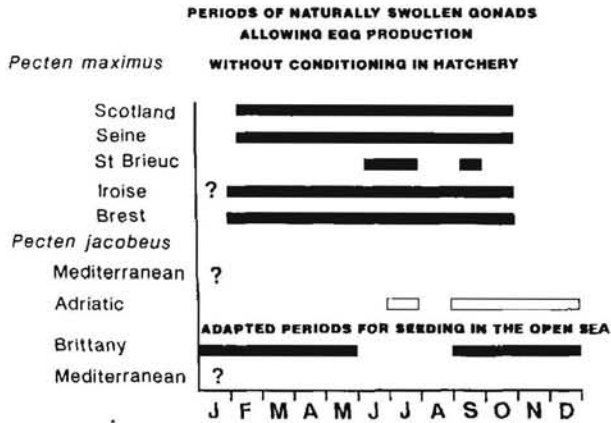 PERIODS OF NATURALLY SWOLLEN GONADS
ALLOWING EGG PRODUCTION
Pecten maximus WITHOUT CONDITIONING IN HATCHERY
Scotland
Seine
St Brieuc
Iroise ?
Brest
Pecten jacobeus
Mediterranean ?
Adriatic
ADAPTED PERIODS FOR SEEDING IN THE OPEN SEA
Brittany
Mediterranean ?
J F M A M J J A S O N D